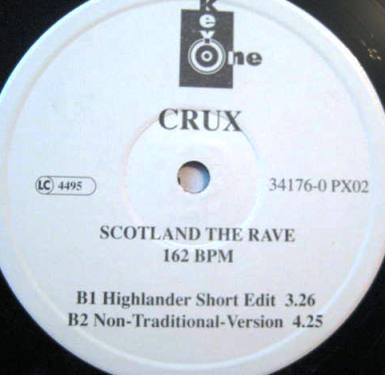 Key One
CRUX
LC 4495
34176-0 PX02
SCOTLAND THE RAVE
162 BPM
B1 Highlander Short Edit 3.26
B2 Non-Traditional-Version 4.25